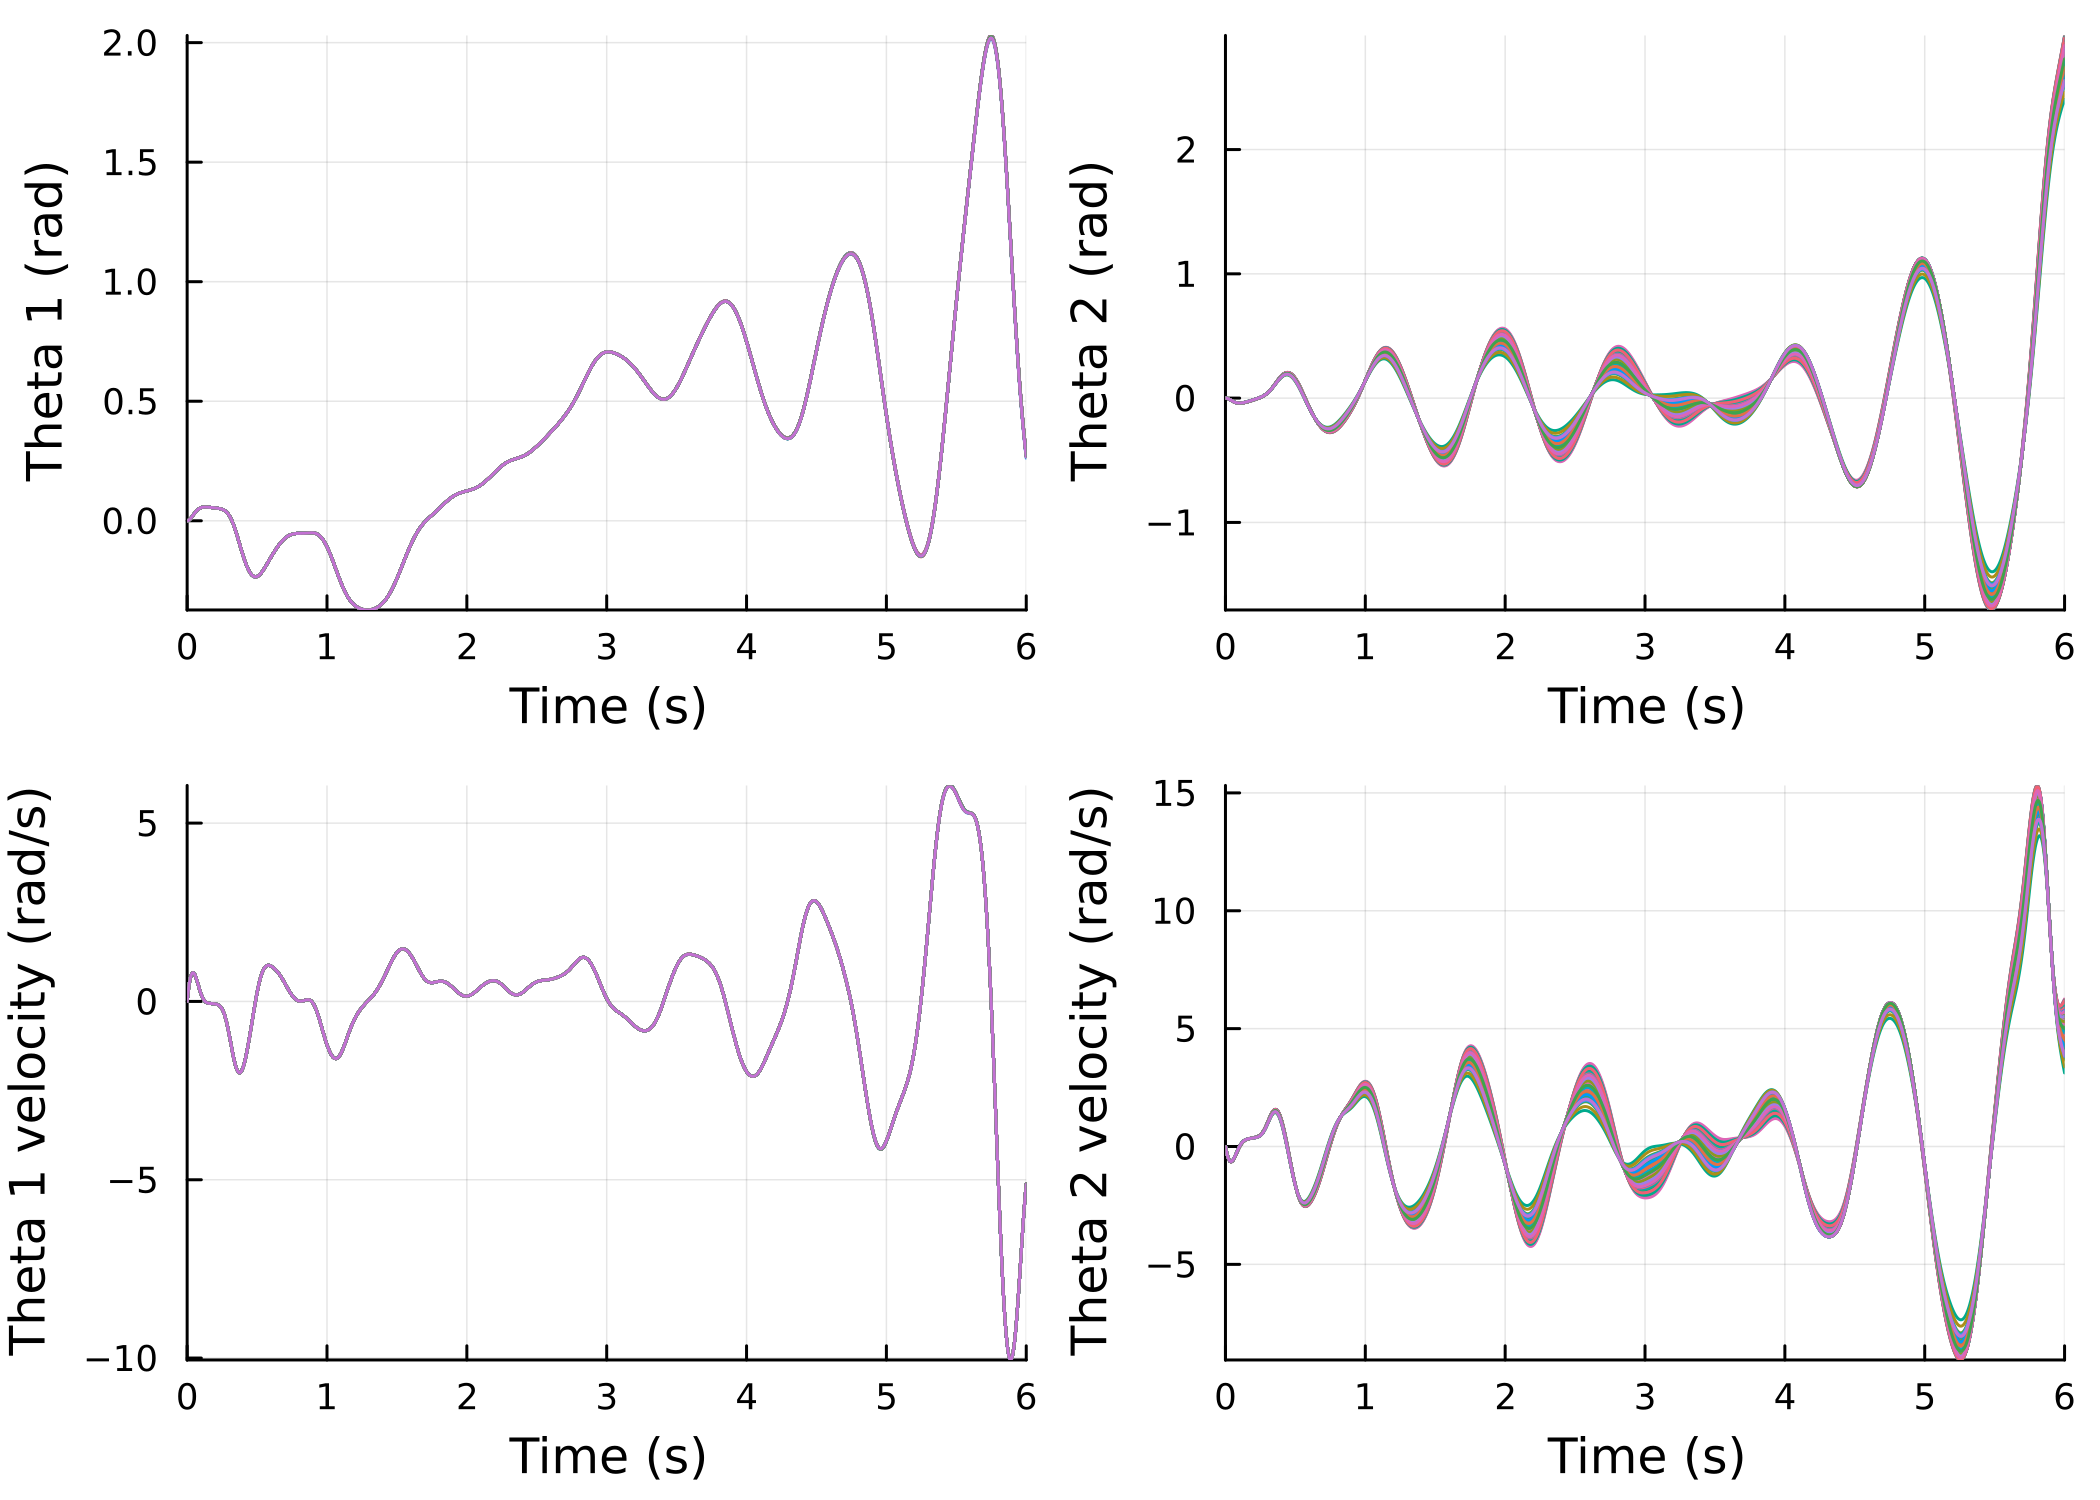 Theta 1 (rad)
2.0
1.5
1.0
0.5
0.0
0 1 2 3 4 5 6
Time (s)
Theta 2 (rad)
2
1
0
−1
0 1 2 3 4 5 6
Time (s)
Theta 1 velocity (rad/s)
5
0
−5
−10
0 1 2 3 4 5 6
Time (s)
Theta 2 velocity (rad/s)
15
10
5
0
−5
0 1 2 3 4 5 6
Time (s)